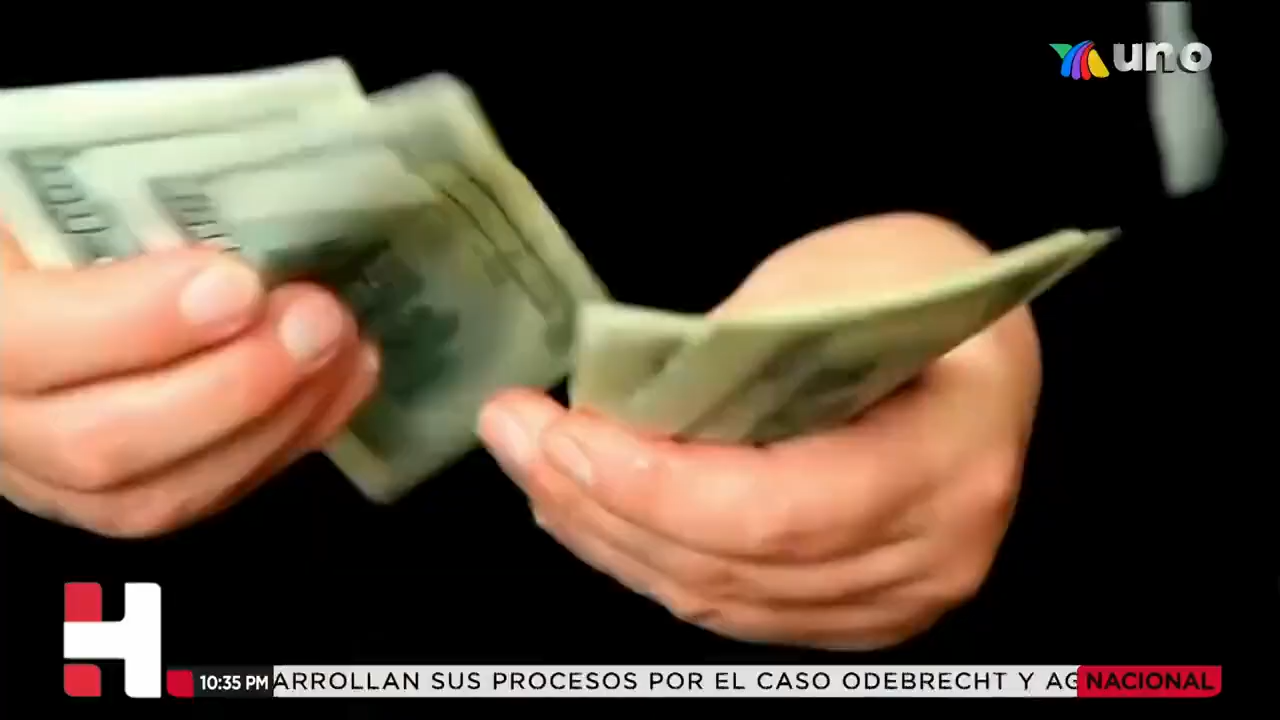 uno
H
10:35 PM ARROLLAN SUS PROCESOS POR EL CASO ODEBRECHT Y AG NACIONAL